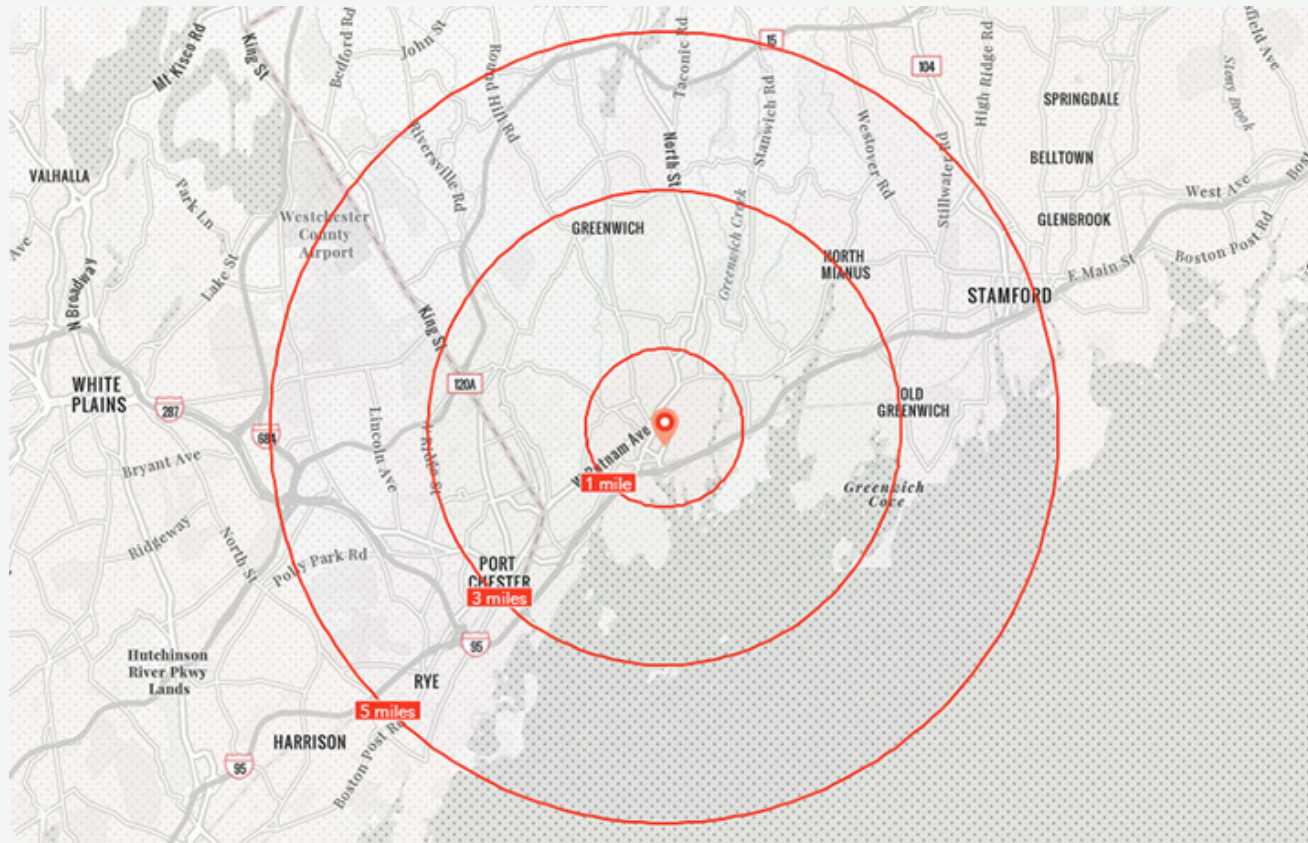 Mt Kisco Rd
King St
Bedford Rd
John St
Round Hill Rd
Taconic Rd
15
104
High Ridge Rd
Stony Brook
SPRINGDALE
BELLTOWN
GLENBROOK
West Ave
Boston Post Rd
E Main St
STAMFORD
Stillwater Rd
Westover Rd
Stanwich Rd
North St
Riversville Rd
VALHALLA
Park Ln
Westchester
County
Airport
GREENWICH
Greenwich Creek
NORTH
MIANUS
Ave
Lake St
N Broadway
King St
120A
WHITE
PLAINS
287
684
Lincoln Ave
Bryant Ave
OLD
GREENWICH
W Putnam Ave
1 mile
Greenwich
Cove
Ridgeway
North St
PORT
CHESTER
3 miles
95
Hutchinson
River Pkwy
Lands
RYE
5 miles
HARRISON
Boston Post Rd
95